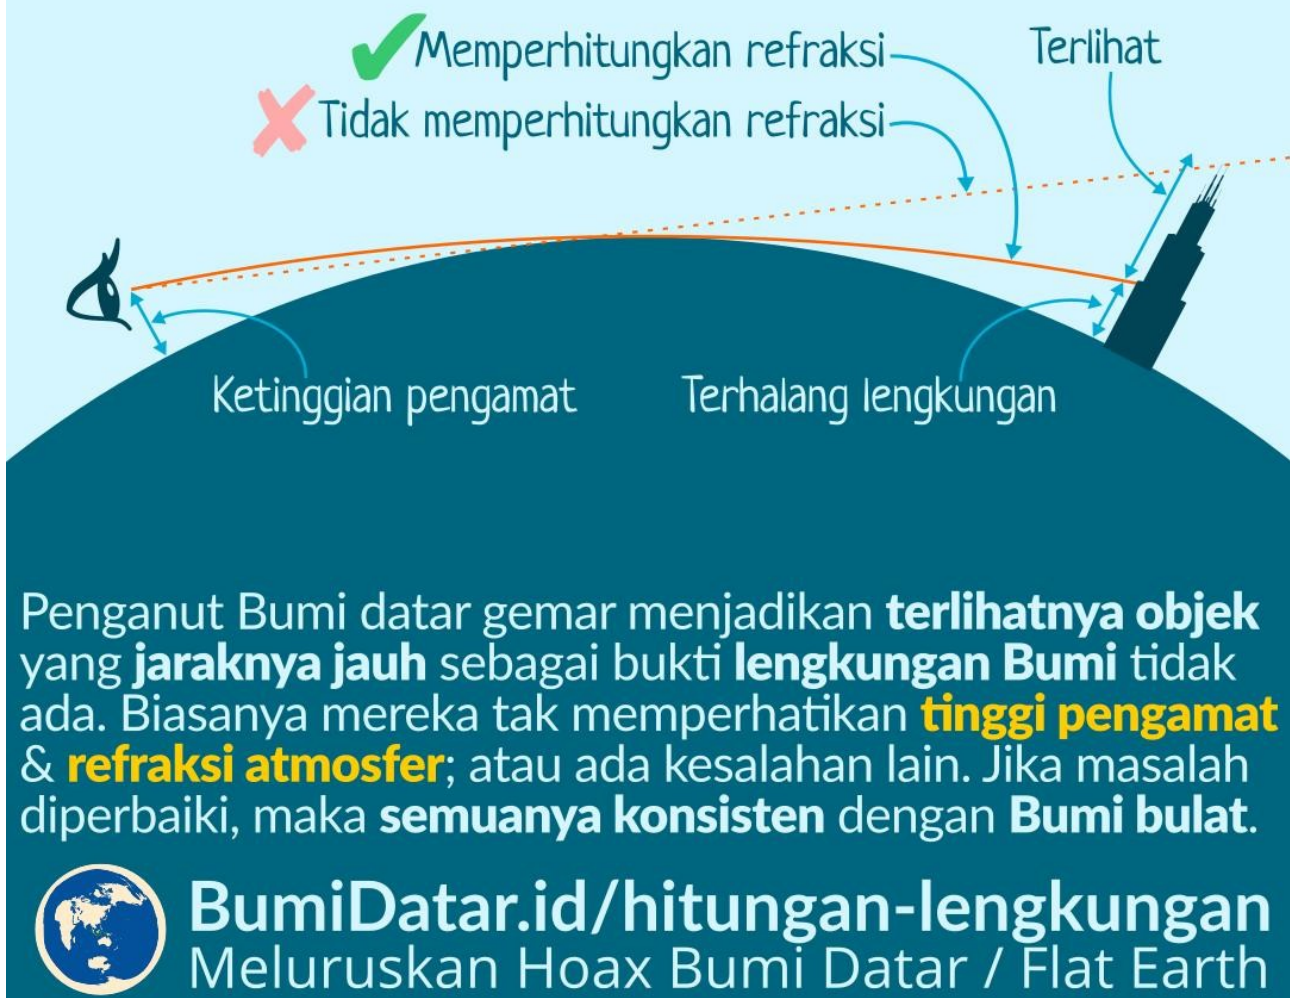 Memperhitungkan refraksi
Terlihat
Tidak memperhitungkan refraksi
Ketinggian pengamat
Terhalang lengkungan
Penganut Bumi datar gemar menjadikan terlihatnya objek
yang jaraknya jauh sebagai bukti lengkungan Bumi tidak
ada. Biasanya mereka tak memperhatikan tinggi pengamat
& refraksi atmosfer; atau ada kesalahan lain. Jika masalah
diperbaiki, maka semuanya konsisten dengan Bumi bulat.
BumiDatar.id/hitungan-lengkungan
Meluruskan Hoax Bumi Datar / Flat Earth